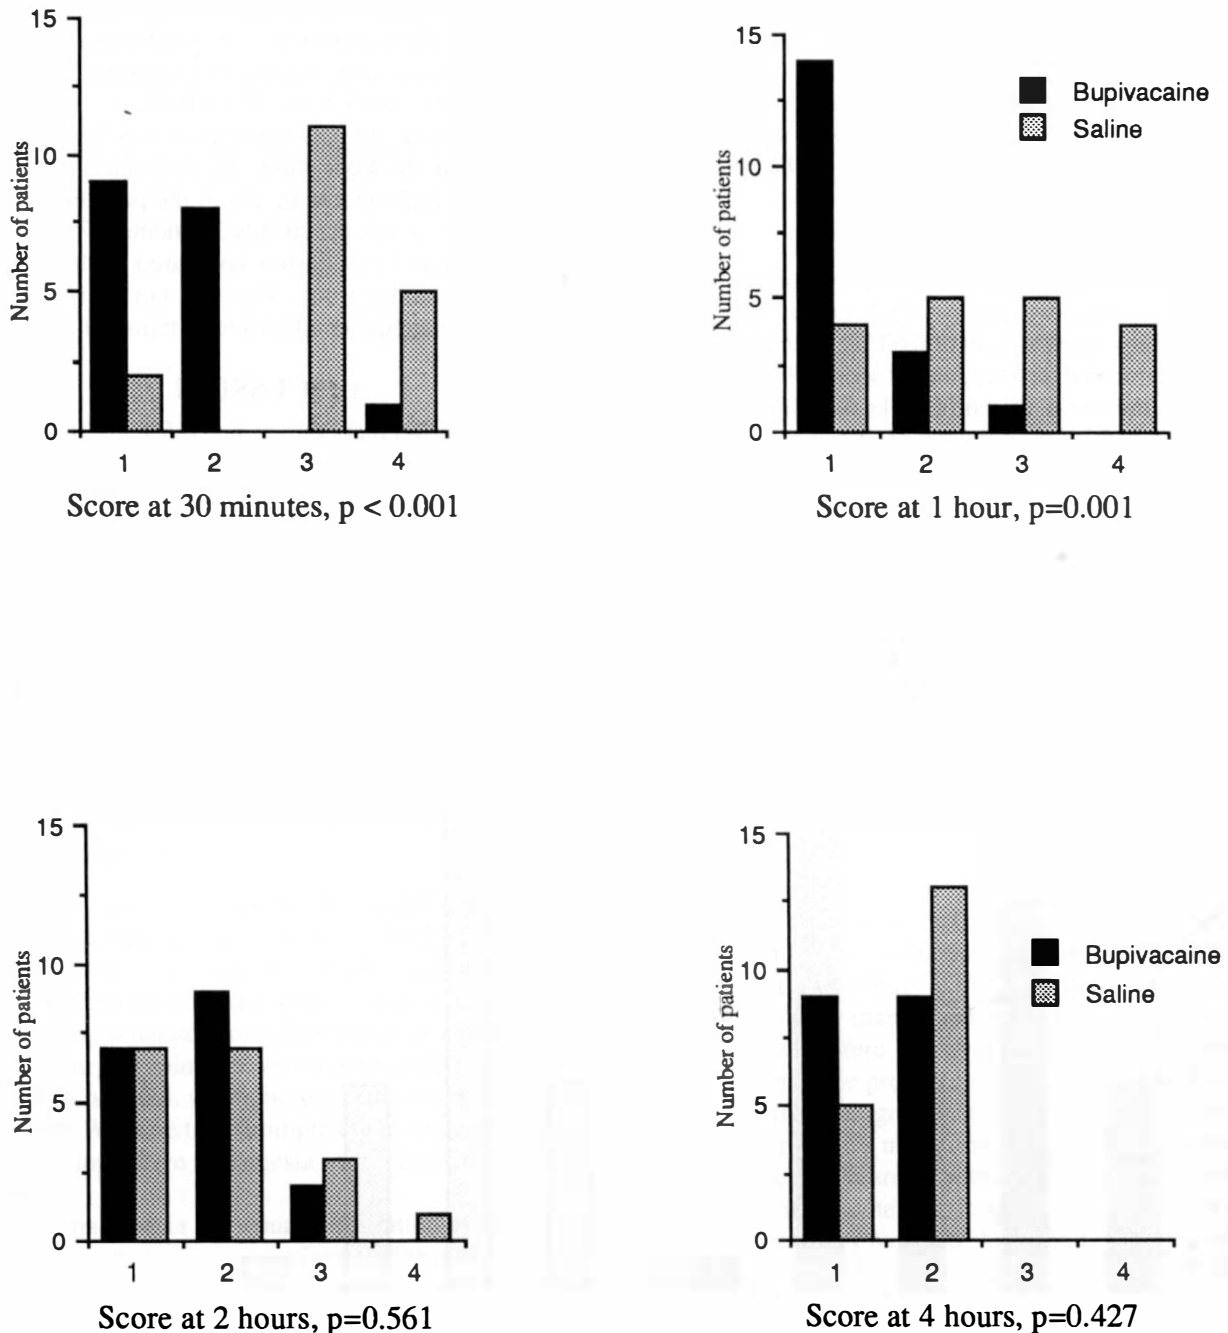 15
10
5
0
Number of patients
1 2 3 4
Score at 30 minutes, p < 0.001
15
10
5
0
Number of patients
1 2 3 4
Score at 1 hour, p=0.001
Bupivacaine
Saline
15
10
5
0
Number of patients
1 2 3 4
Score at 2 hours, p=0.561
15
10
5
0
Number of patients
1 2 3 4
Score at 4 hours, p=0.427
Bupivacaine
Saline